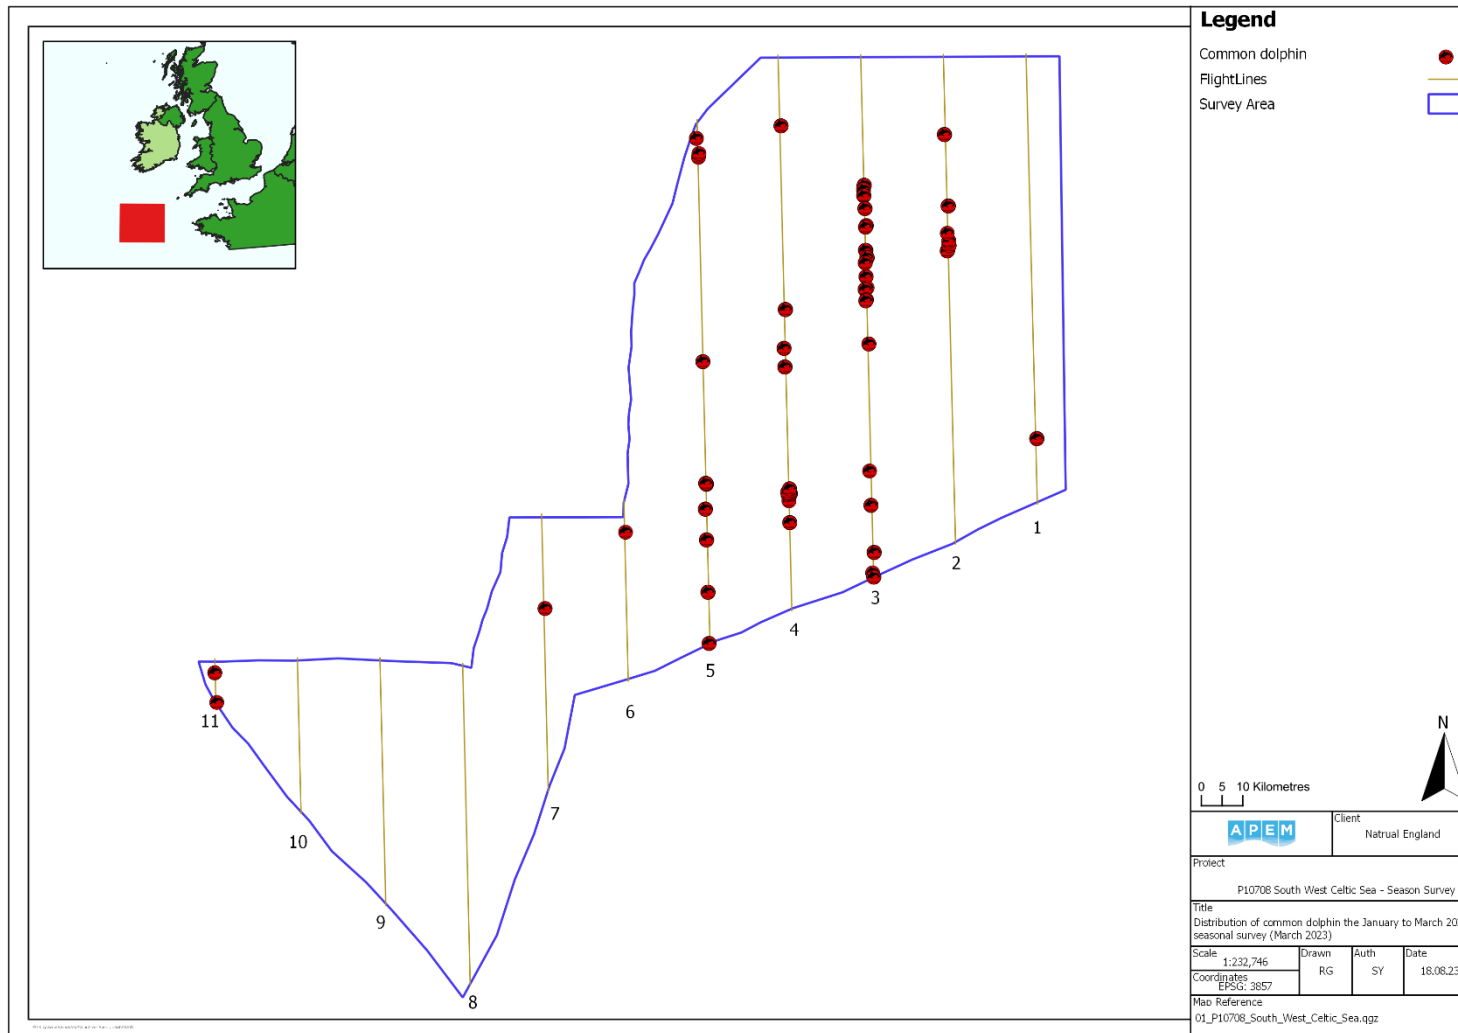 Legend
Common dolphin
FlightLines
Survey Area
1
2
3
4
5
6
7
8
9
10
11
N
0 5 10 Kilometres
APEM
Client
Natrual England
Project
P10708 South West Celtic Sea - Season Survey
Title
Distribution of common dolphin the January to March 20
seasonal survey (March 2023)
Scale
1:232,746
Coordinates
EPSG: 3857
Drawn
RG
Auth
SY
Date
18.08.23
Map Reference
01_P10708_South_West_Celtic_Sea.qgz